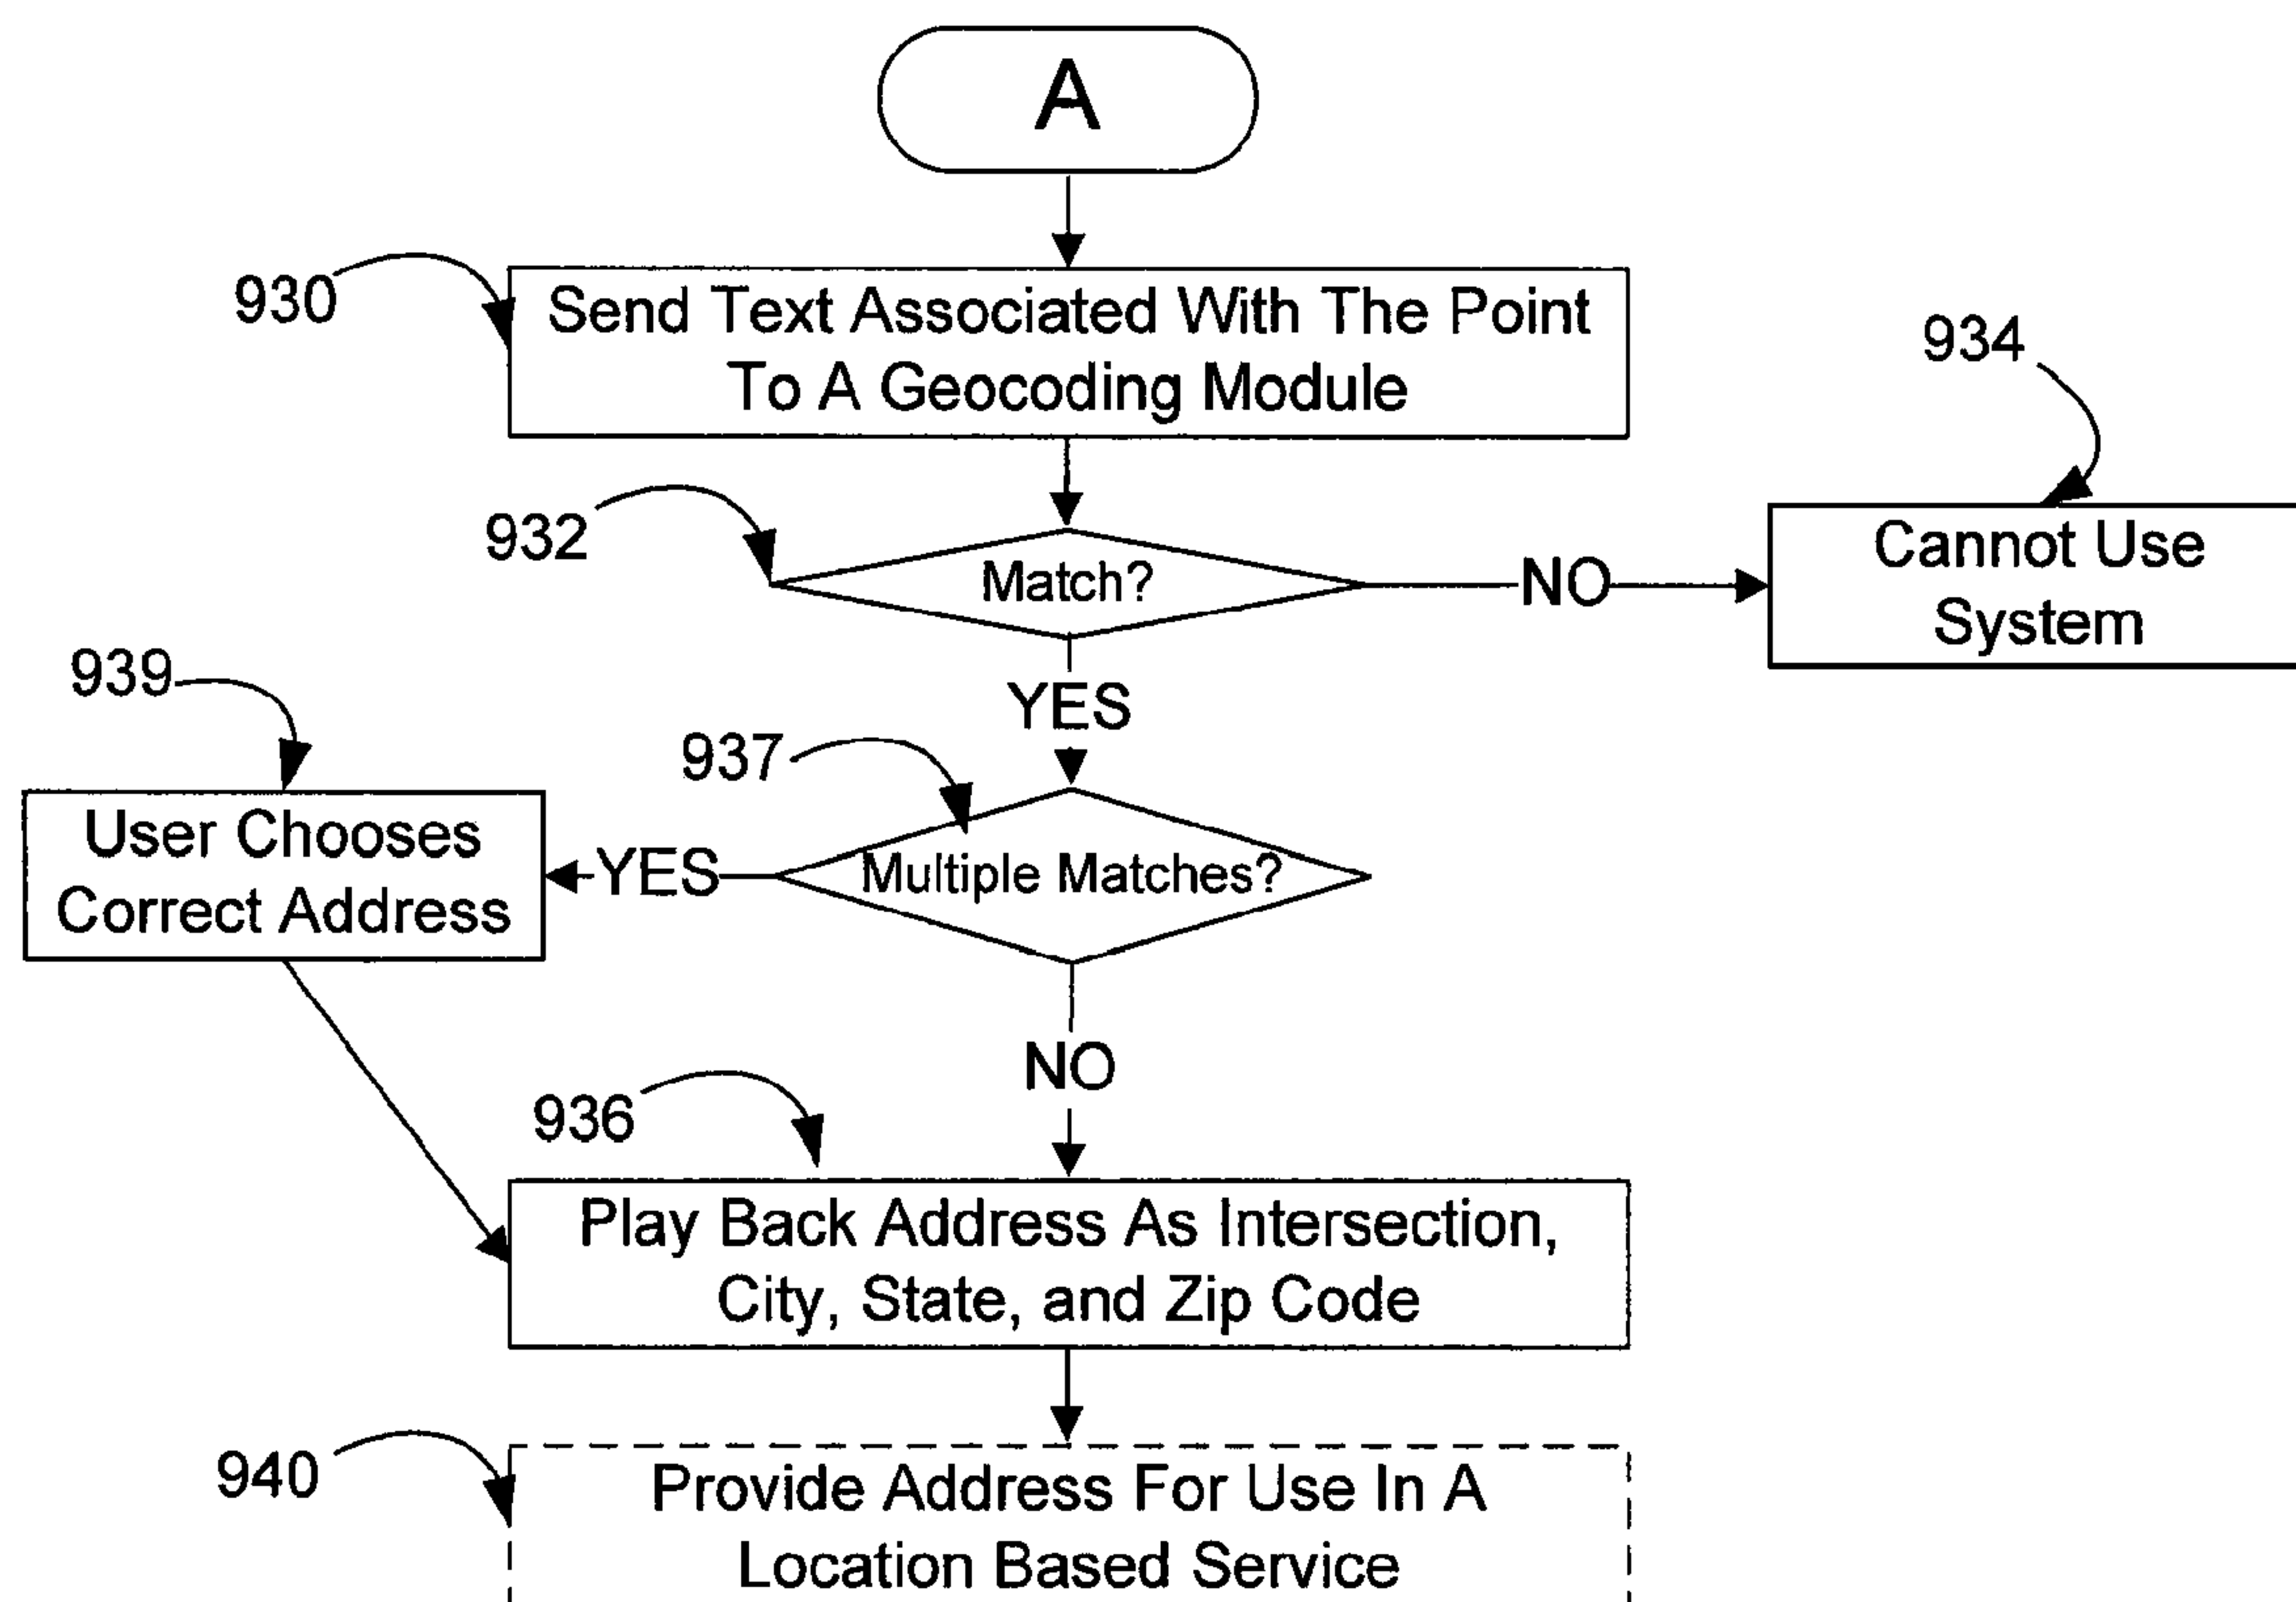 A
930
Send Text Associated With The Point
To A Geocoding Module
934
932
Match?
NO
Cannot Use
System
939
YES
937
User Chooses
Correct Address
YES
Multiple Matches?
NO
936
Play Back Address As Intersection,
City, State, and Zip Code
940
Provide Address For Use In A
Location Based Service